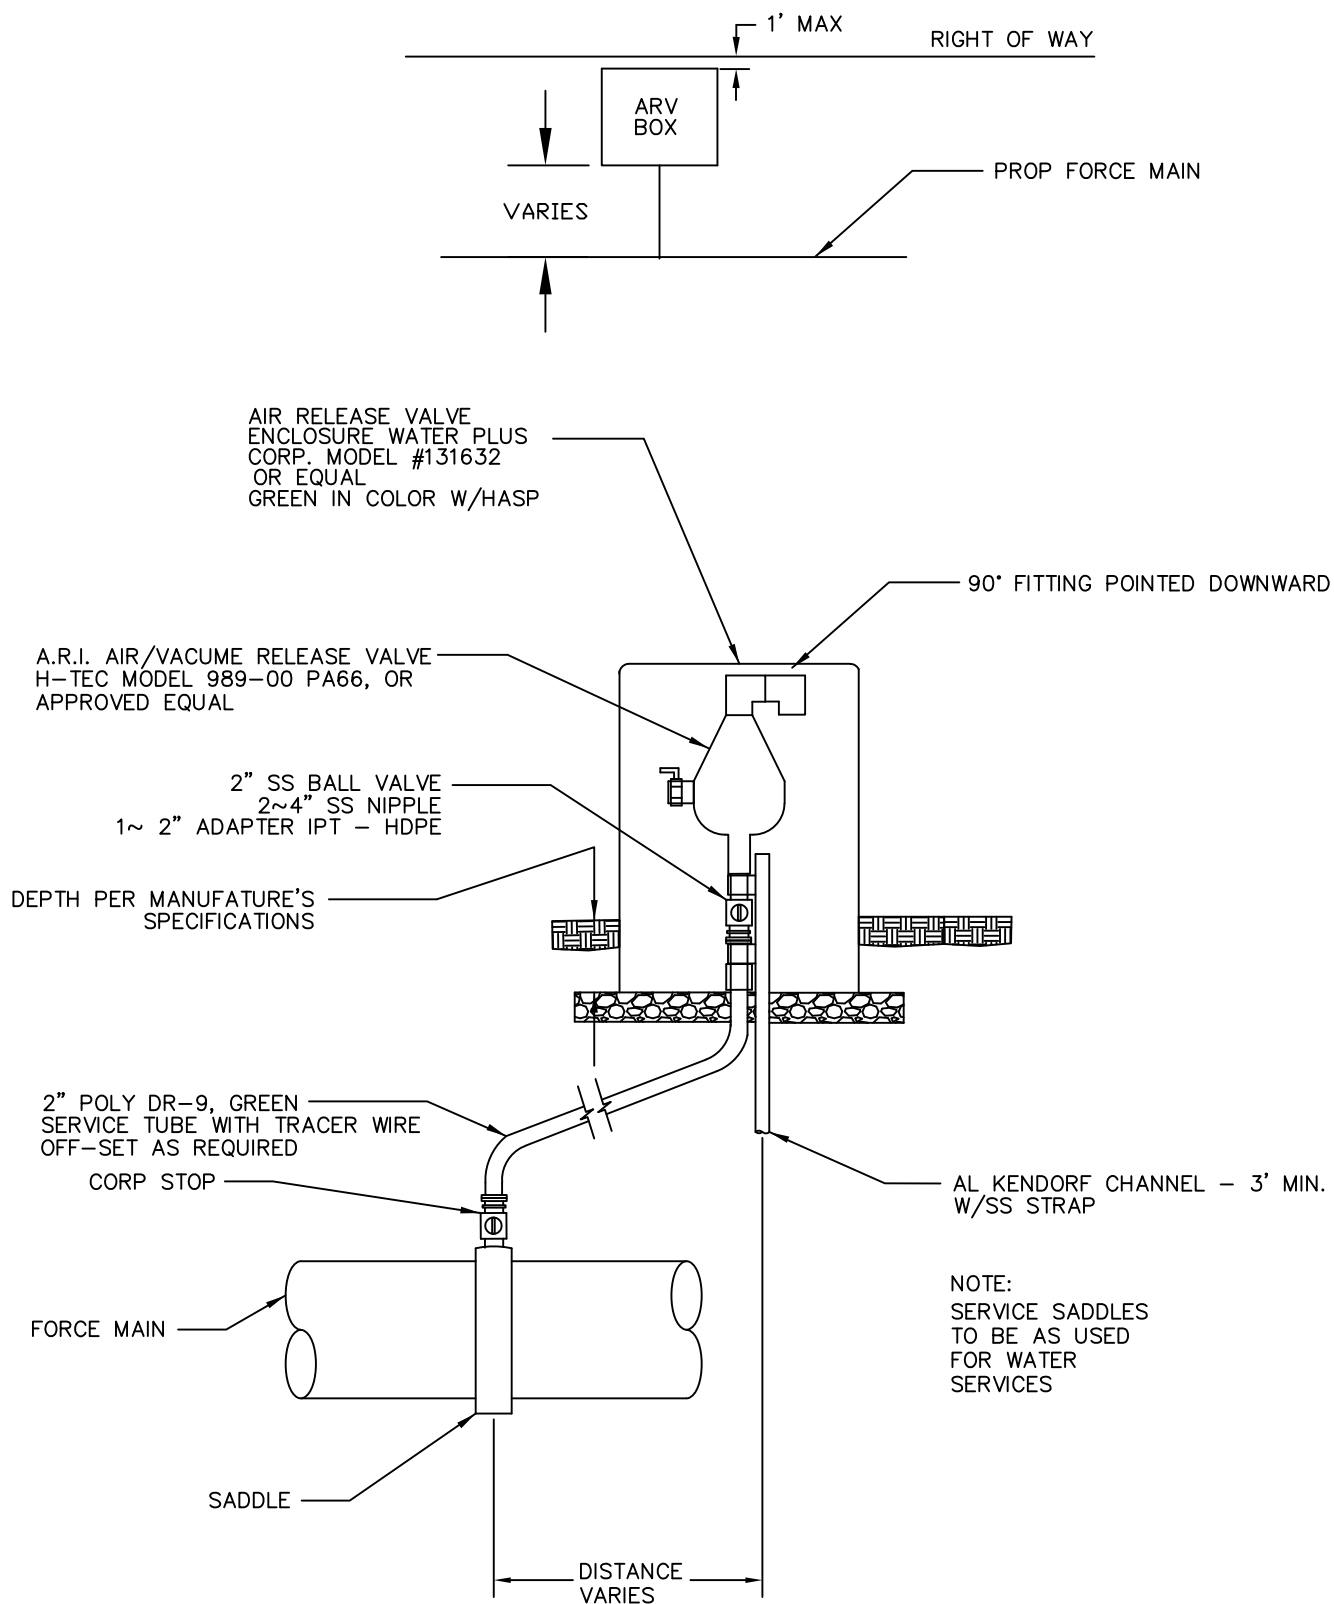 1' MAX
RIGHT OF WAY
ARV
BOX
PROP FORCE MAIN
VARIES
AIR RELEASE VALVE
ENCLOSURE WATER PLUS
CORP. MODEL #131632
OR EQUAL
GREEN IN COLOR W/HASP
90° FITTING POINTED DOWNWARD
A.R.I. AIR/VACUME RELEASE VALVE
H-TEC MODEL 989-00 PA66, OR
APPROVED EQUAL
2" SS BALL VALVE
2~4" SS NIPPLE
1~ 2" ADAPTER IPT - HDPE
DEPTH PER MANUFATURE'S
SPECIFICATIONS
2" POLY DR-9, GREEN
SERVICE TUBE WITH TRACER WIRE
OFF-SET AS REQUIRED
CORP STOP
AL KENDORF CHANNEL - 3' MIN.
W/SS STRAP
FORCE MAIN
NOTE:
SERVICE SADDLES
TO BE AS USED
FOR WATER
SERVICES
SADDLE
DISTANCE
VARIES